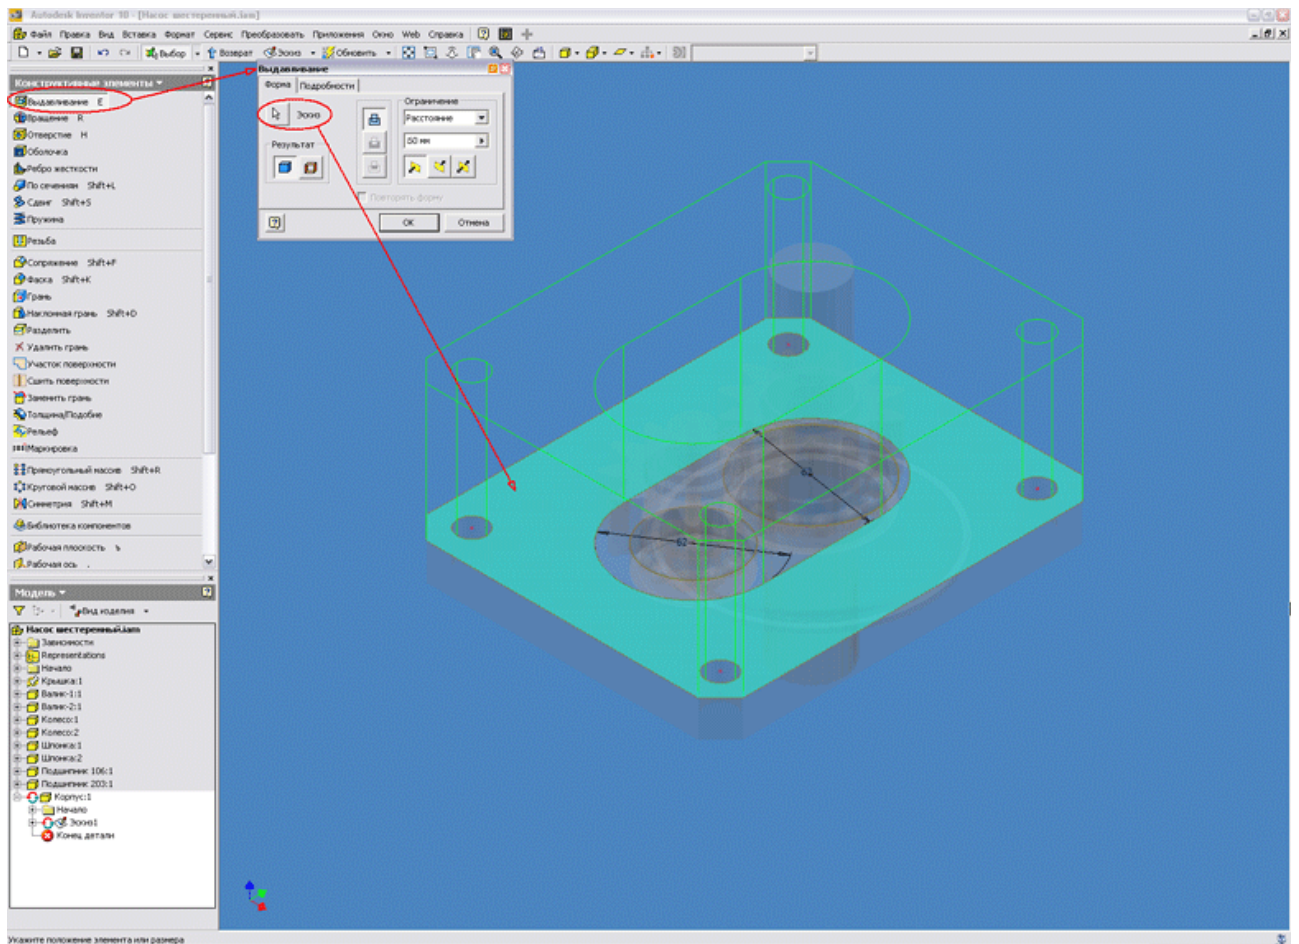 Autodesk Inventor 10 - [Насос шестеренный.iam]
Файл Правка Вид Вставка Формат Сервис Преобразовать Приложения Окно Web Справка
Выбор Возврат Эскиз Обновить
Конструктивные элементы
Выдавливание E
Вращение R
Отверстие H
Оболочка
Ребро жесткости
По сечениям Shift+L
Сдвиг Shift+S
Пружина
Резьба
Сопряжение Shift+F
Фаска Shift+K
Грань
Наклонная грань Shift+D
Разделить
Удалить грань
Участок поверхности
Сшить поверхности
Заменить грань
Толщина/Подобие
Рельеф
Маркировка
Прямоугольный массив Shift+R
Круговой массив Shift+O
Симметрия Shift+M
Библиотека компонентов
Рабочая плоскость ъ
Рабочая ось .
Выдавливание
Форма Подробности
Эскиз
Результат
Ограничение
Расстояние
50 мм
Повторять форму
OK Отмена
62
62
Модель
Вид изделия
Насос шестеренный.iam
Зависимости
Representations
Начало
Крышка:1
Валик-1:1
Валик-2:1
Колесо:1
Колесо:2
Шпонка:1
Шпонка:2
Подшипник 106:1
Подшипник 203:1
Корпус:1
Начало
Эскиз1
Конец детали
Укажите положение элемента или размера